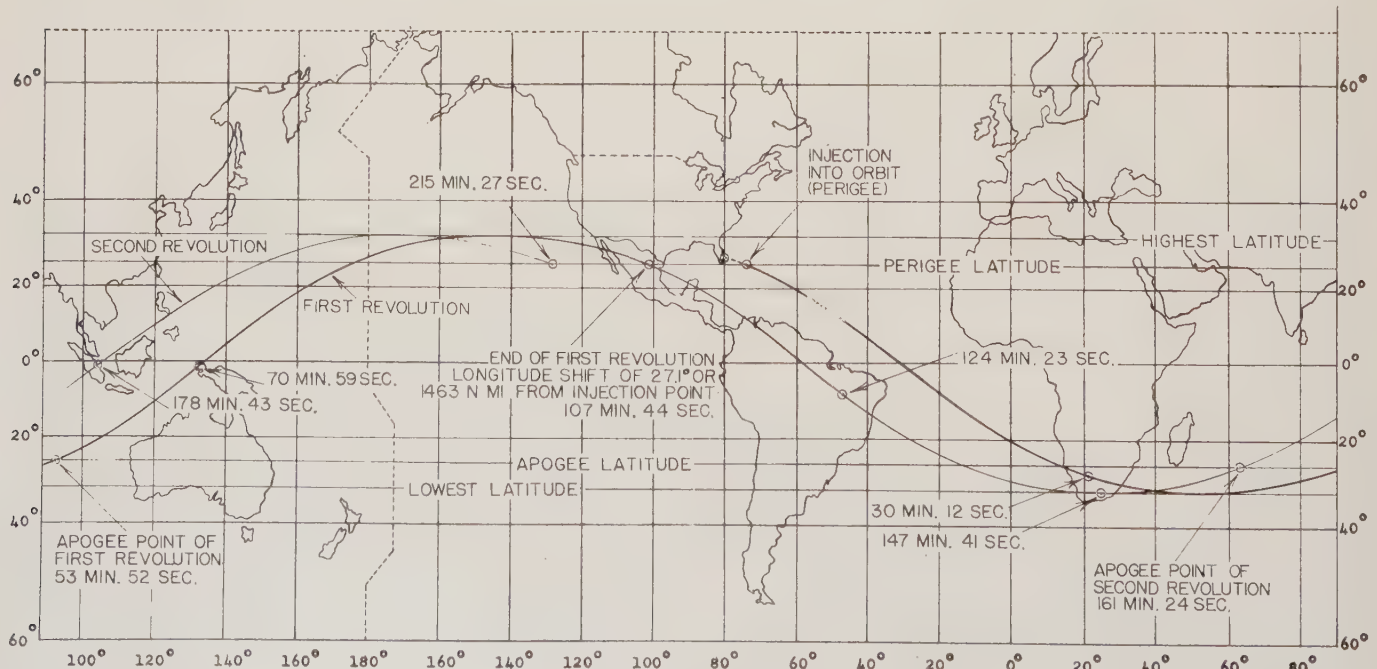 60°
60°
215 MIN. 27 SEC.
INJECTION
INTO ORBIT
(PERIGEE)
40°
40°
SECOND REVOLUTION
HIGHEST LATITUDE
PERIGEE LATITUDE
20°
20°
FIRST REVOLUTION
0°
0°
END OF FIRST REVOLUTION
LONGITUDE SHIFT OF 27.1° OR
1463 N MI FROM INJECTION POINT
107 MIN. 44 SEC.
124 MIN. 23 SEC.
70 MIN. 59 SEC.
178 MIN. 43 SEC.
20°
20°
APOGEE LATITUDE
LOWEST LATITUDE
30 MIN. 12 SEC.
147 MIN. 41 SEC.
40°
40°
APOGEE POINT OF
FIRST REVOLUTION
53 MIN. 52 SEC.
APOGEE POINT OF
SECOND REVOLUTION
161 MIN. 24 SEC.
60°
60°
100° 120° 140° 160° 180° 160° 140° 120° 100° 80° 60° 40° 20° 0° 20° 40° 60° 80°